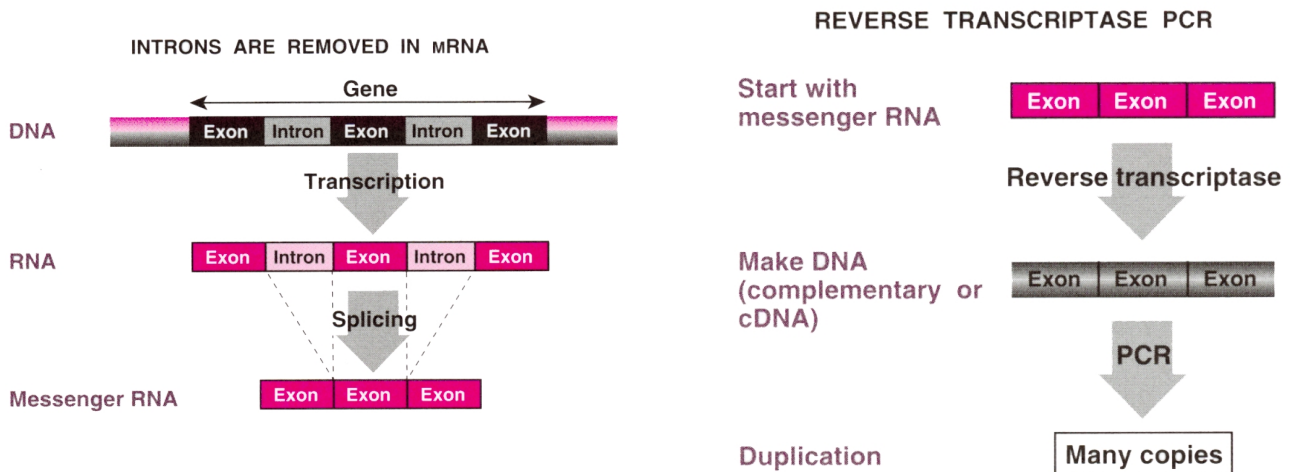 INTRONS ARE REMOVED IN MRNA
Gene
DNA
Exon Intron Exon Intron Exon
Transcription
RNA
Exon Intron Exon Intron Exon
Splicing
Messenger RNA
Exon Exon Exon
REVERSE TRANSCRIPTASE PCR
Start with
messenger RNA
Exon Exon Exon
Reverse transcriptase
Make DNA
(complementary or
cDNA)
Exon Exon Exon
PCR
Duplication
Many copies